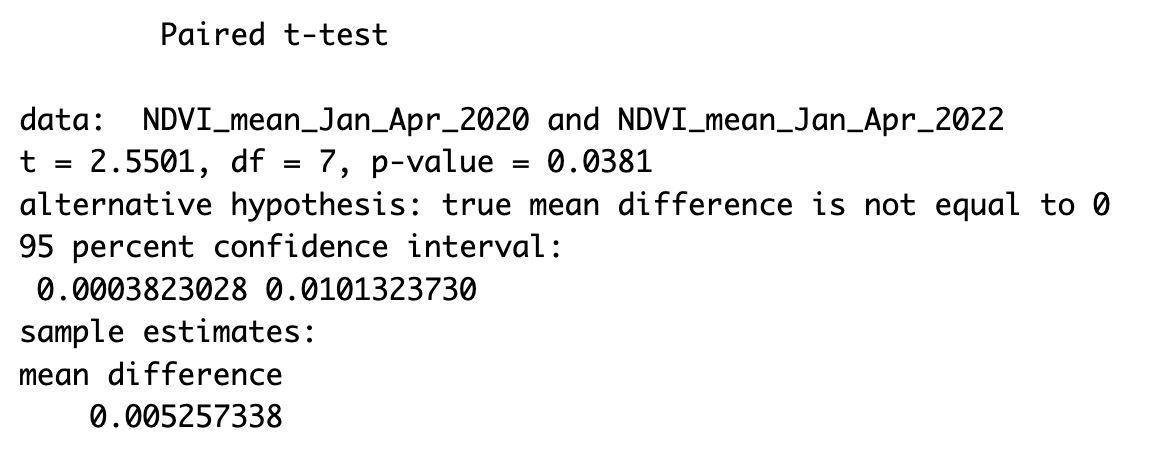 Paired t-test
data:  NDVI_mean_Jan_Apr_2020 and NDVI_mean_Jan_Apr_2022
t = 2.5501, df = 7, p-value = 0.0381
alternative hypothesis: true mean difference is not equal to 0
95 percent confidence interval:
0.0003823028 0.0101323730
sample estimates:
mean difference
0.005257338